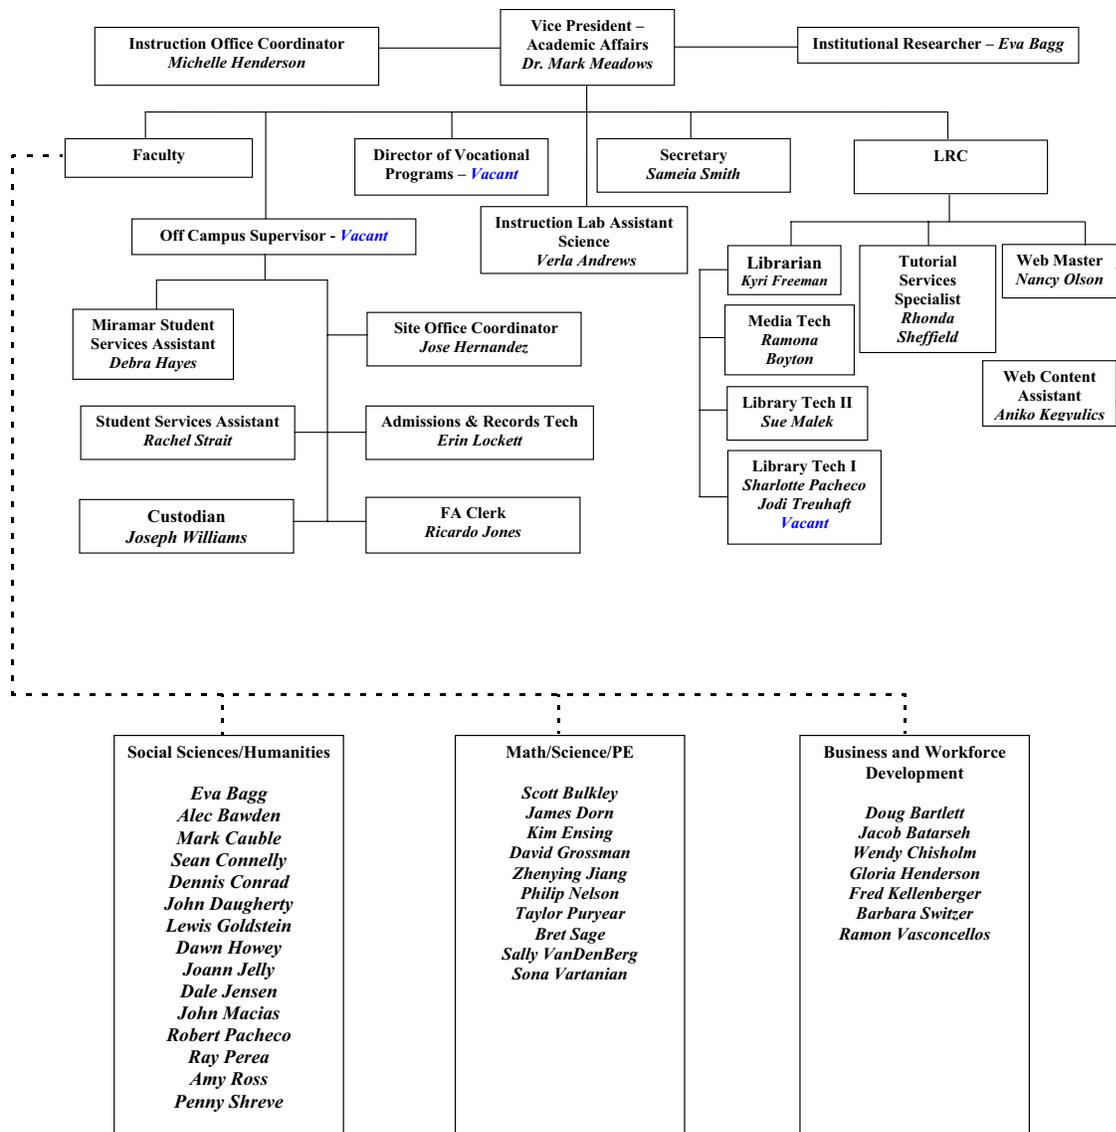 Vice President –
Academic Affairs
Dr. Mark Meadows
Instruction Office Coordinator
Michelle Henderson
Institutional Researcher – Eva Bagg
Faculty
Director of Vocational
Programs – Vacant
Secretary
Sameia Smith
LRC
Off Campus Supervisor - Vacant
Instruction Lab Assistant
Science
Verla Andrews
Miramar Student
Services Assistant
Debra Hayes
Site Office Coordinator
Jose Hernandez
Student Services Assistant
Rachel Strait
Admissions & Records Tech
Erin Lockett
Custodian
Joseph Williams
FA Clerk
Ricardo Jones
Librarian
Kyri Freeman
Media Tech
Ramona
Boyton
Library Tech II
Sue Malek
Library Tech I
Sharlotte Pacheco
Jodi Treuhaft
Vacant
Tutorial
Services
Specialist
Rhonda
Sheffield
Web Master
Nancy Olson
Web Content
Assistant
Aniko Kegyulics
Social Sciences/Humanities
Eva Bagg
Alec Bawden
Mark Cauble
Sean Connelly
Dennis Conrad
John Daugherty
Lewis Goldstein
Dawn Howey
Joann Jelly
Dale Jensen
John Macias
Robert Pacheco
Ray Perea
Amy Ross
Penny Shreve
Math/Science/PE
Scott Bulkley
James Dorn
Kim Ensing
David Grossman
Zhenying Jiang
Philip Nelson
Taylor Puryear
Bret Sage
Sally VanDenBerg
Sona Vartanian
Business and Workforce
Development
Doug Bartlett
Jacob Batarseh
Wendy Chisholm
Gloria Henderson
Fred Kellenberger
Barbara Switzer
Ramon Vasconcellos